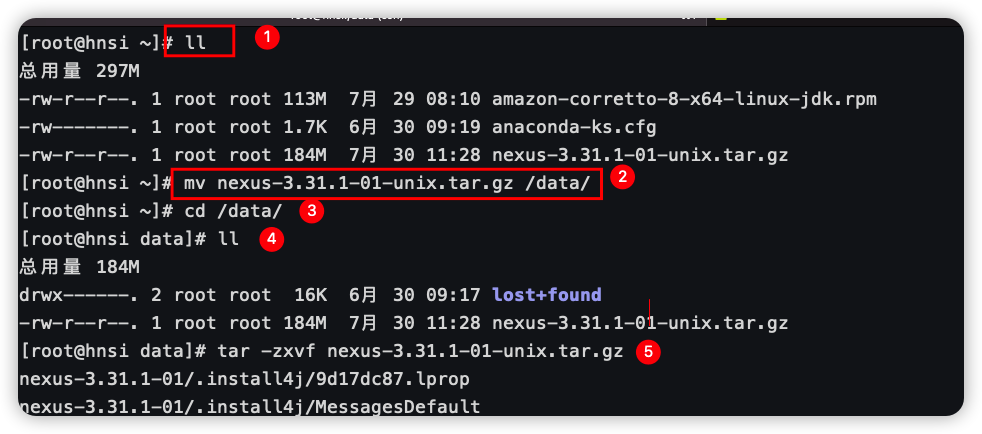 [root@hnsi ~]# ll 1
总用量 297M
-rw-r--r--. 1 root root 113M 7月 29 08:10 amazon-corretto-8-x64-linux-jdk.rpm
-rw-------. 1 root root 1.7K 6月 30 09:19 anaconda-ks.cfg
-rw-r--r--. 1 root root 184M 7月 30 11:28 nexus-3.31.1-01-unix.tar.gz
[root@hnsi ~]# mv nexus-3.31.1-01-unix.tar.gz /data/ 2
[root@hnsi ~]# cd /data/ 3
[root@hnsi data]# ll 4
总用量 184M
drwx------. 2 root root 16K 6月 30 09:17 lost+found
-rw-r--r--. 1 root root 184M 7月 30 11:28 nexus-3.31.1-01-unix.tar.gz
[root@hnsi data]# tar -zxvf nexus-3.31.1-01-unix.tar.gz 5
nexus-3.31.1-01/.install4j/9d17dc87.lprop
nexus-3.31.1-01/.install4j/MessagesDefault